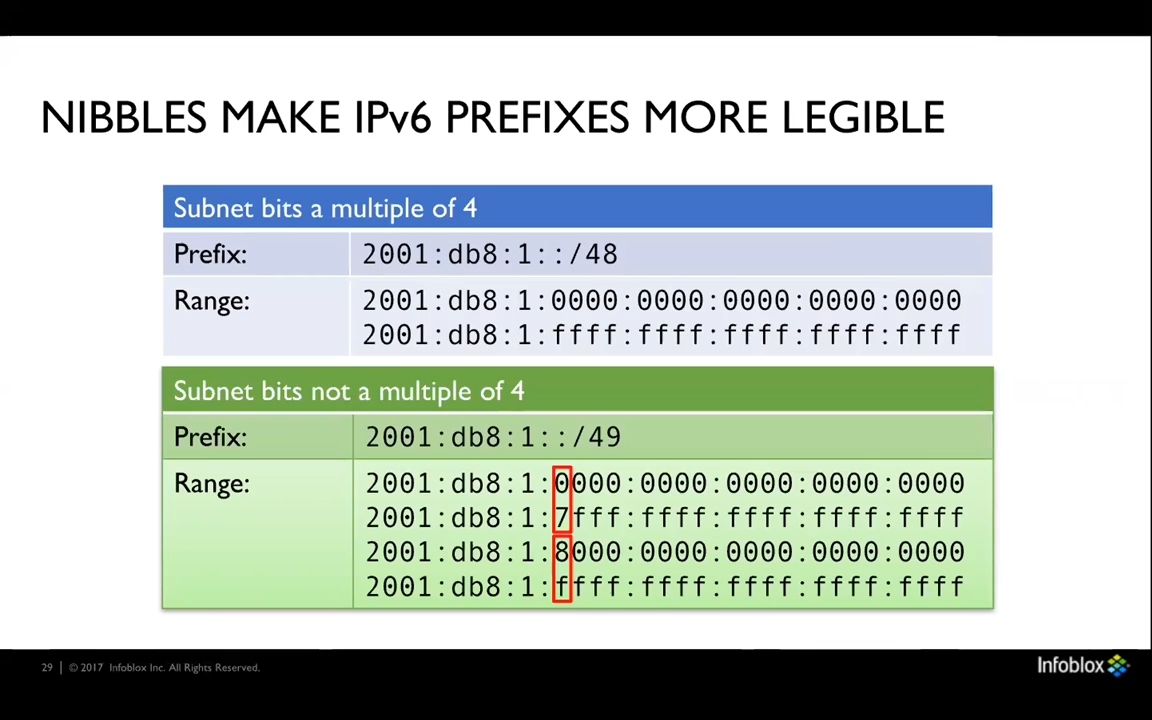 NIBBLES MAKE IPv6 PREFIXES MORE LEGIBLE
Subnet bits a multiple of 4
Prefix: 2001:db8:1::/48
Range: 2001:db8:1:0000:0000:0000:0000:0000
2001:db8:1:ffff:ffff:ffff:ffff:ffff
Subnet bits not a multiple of 4
Prefix: 2001:db8:1::/49
Range: 2001:db8:1:0000:0000:0000:0000:0000
2001:db8:1:7fff:ffff:ffff:ffff:ffff
2001:db8:1:8000:0000:0000:0000:0000
2001:db8:1:ffff:ffff:ffff:ffff:ffff
29 | © 2017 Infoblox Inc. All Rights Reserved.
Infoblox